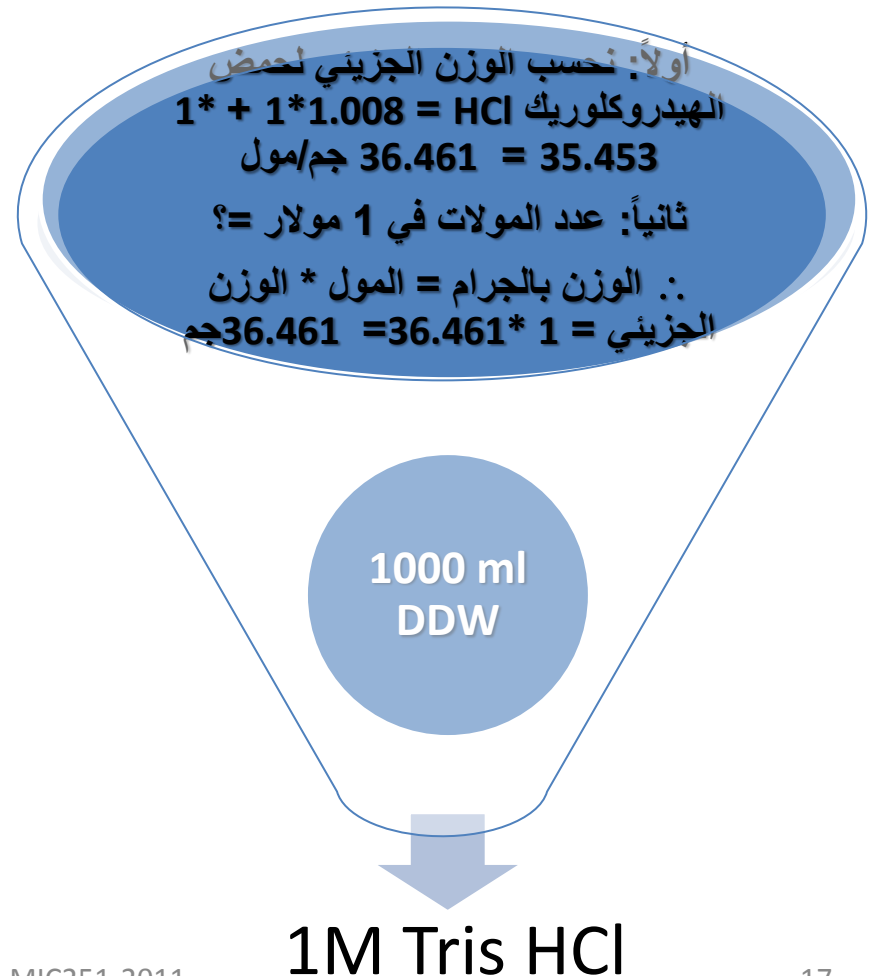 أولاً: نحسب الوزن الجزيئي لحمض
الهيدروكلوريك HCl = 1.008*1 + 1*
35.453 = 36.461 جم/مول
ثانياً: عدد المولات في 1 مولار =؟
∴ الوزن بالجرام = المول * الوزن
الجزيئي = 1 *36.461= 36.461جم
1000 ml
DDW
1M Tris HCl
17